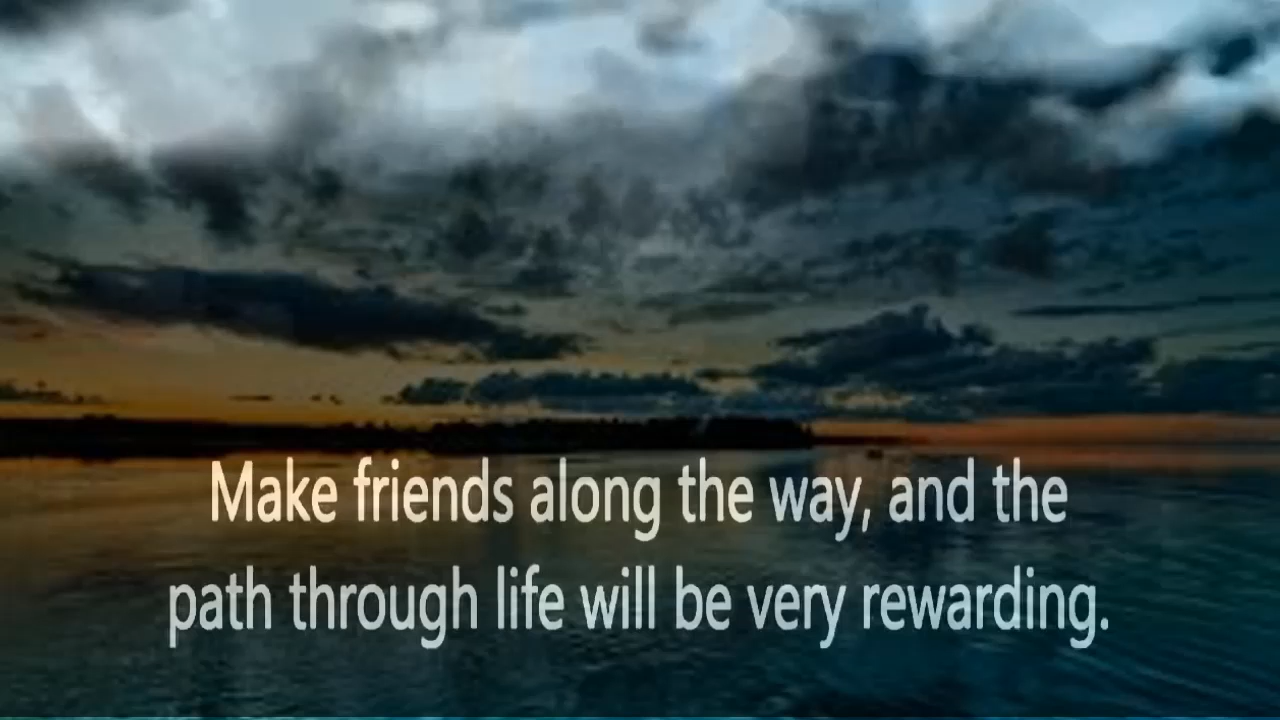 Make friends along the way, and the
path through life will be very rewarding.